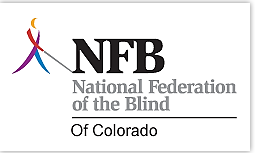 NFB
National Federation
of the Blind
Of Colorado